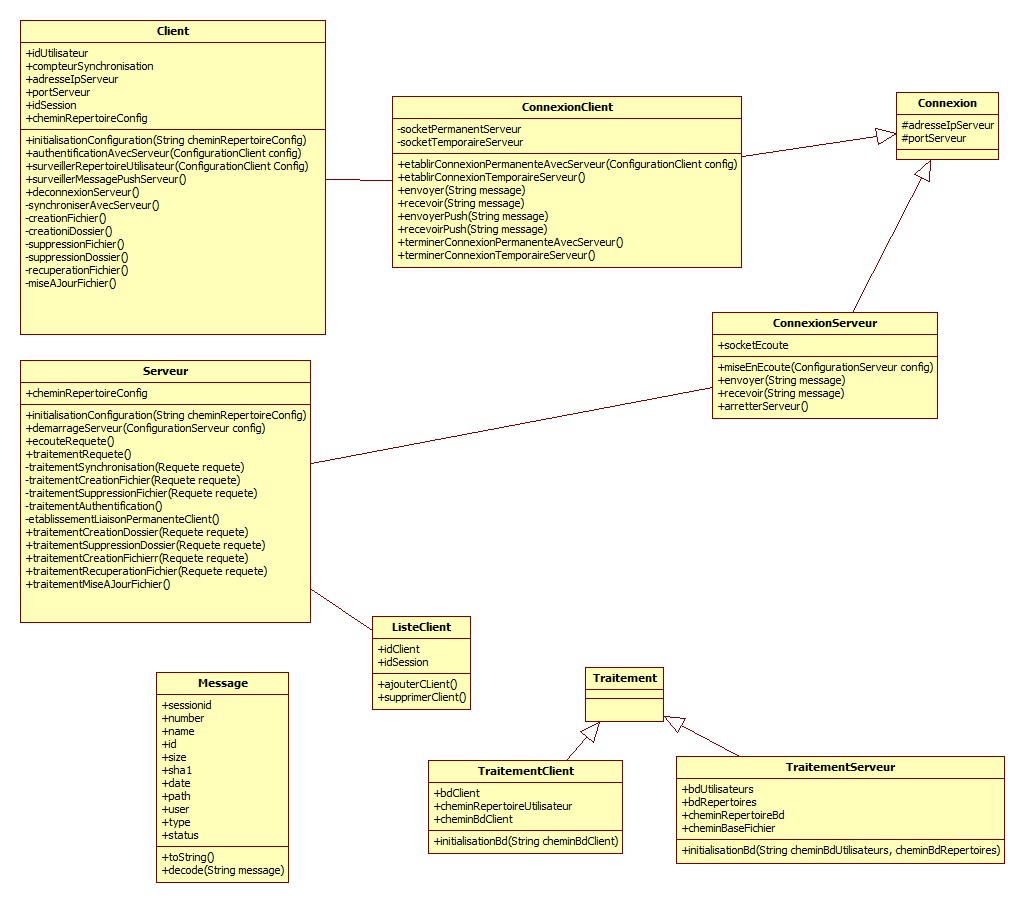 Client
+idUtilisateur
+compteurSynchronisation
+adresseIpServeur
+portServeur
+idSession
+cheminRepertoireConfig
+initialisationConfiguration(String cheminRepertoireConfig)
+authentificationAvecServeur(ConfigurationClient config)
+surveillerRepertoireUtilisateur(ConfigurationClient Config)
+surveillerMessagePushServeur()
+deconnexionServeur()
-synchroniserAvecServeur()
-creationFichier()
-creationiDossier()
-suppressionFichier()
-suppressionDossier()
-recuperationFichier()
-miseAJourFichier()
ConnexionClient
-socketPermanentServeur
-socketTemporaireServeur
+etablirConnexionPermanenteAvecServeur(ConfigurationClient config)
+etablirConnexionTemporaireServeur()
+envoyer(String message)
+recevoir(String message)
+envoyerPush(String message)
+recevoirPush(String message)
+terminerConnexionPermanenteAvecServeur()
+terminerConnexionTemporaireServeur()
Connexion
#adresseIpServeur
#portServeur
ConnexionServeur
+socketEcoute
+miseEnEcoute(ConfigurationServeur config)
+envoyer(String message)
+recevoir(String message)
+arretterServeur()
Serveur
+cheminRepertoireConfig
+initialisationConfiguration(String cheminRepertoireConfig)
+demarrageServeur(ConfigurationServeur config)
+ecouteRequete()
+traitementRequete()
-traitementSynchronisation(Requete requete)
-traitementCreationFichier(Requete requete)
-traitementSuppressionFichier(Requete requete)
-traitementAuthentification()
-etablissementLiaisonPermanenteClient()
+traitementCreationDossier(Requete requete)
+traitementSuppressionDossier(Requete requete)
+traitementCreationFichierr(Requete requete)
+traitementRecuperationFichier(Requete requete)
+traitementMiseAJourFichier()
ListeClient
+idClient
+idSession
+ajouterCLient()
+supprimerClient()
Message
+sessionid
+number
+name
+id
+size
+sha1
+date
+path
+user
+type
+status
+toString()
+decode(String message)
Traitement
TraitementClient
+bdClient
+cheminRepertoireUtilisateur
+cheminBdClient
+initialisationBd(String cheminBdClient)
TraitementServeur
+bdUtilisateurs
+bdRepertoires
+cheminRepertoireBd
+cheminBaseFichier
+initialisationBd(String cheminBdUtilisateurs, cheminBdRepertoires)